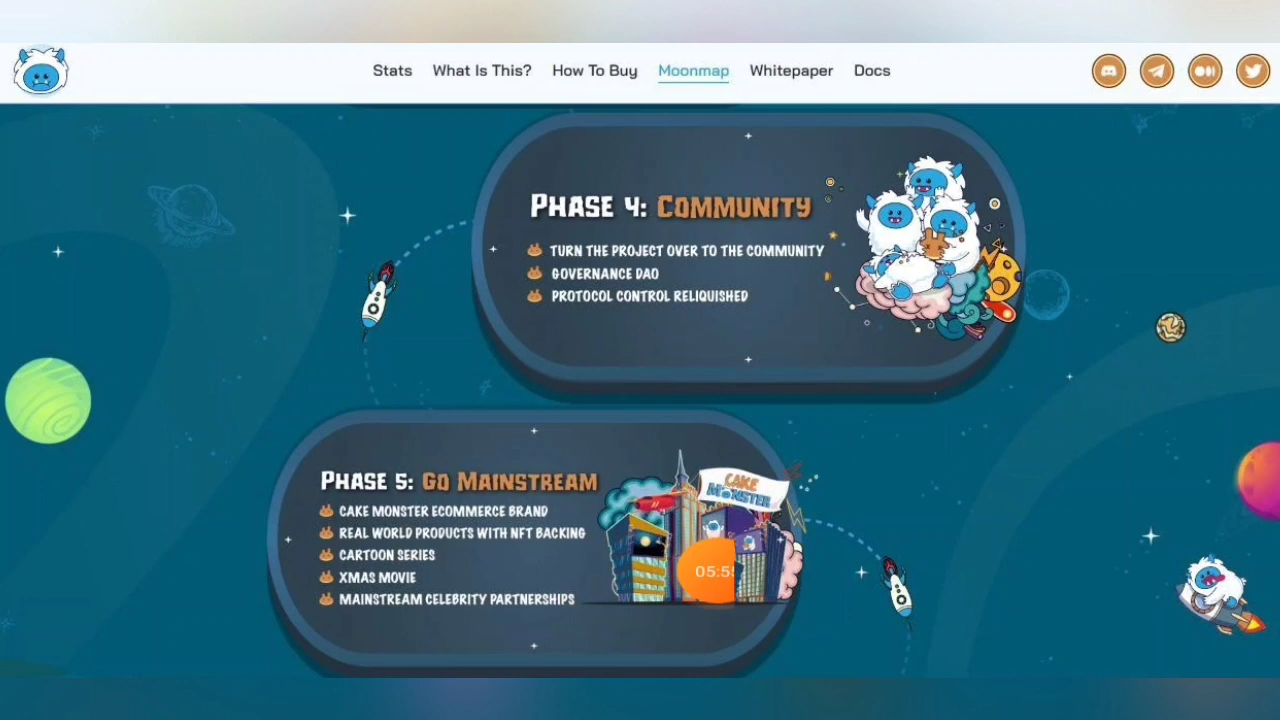 Stats What Is This? How To Buy Moonmap Whitepaper Docs
PHASE 4: COMMUNITY
TURN THE PROJECT OVER TO THE COMMUNITY
GOVERNANCE DAO
PROTOCOL CONTROL RELIQUISHED
PHASE 5: GO MAINSTREAM
CAKE MONSTER ECOMMERCE BRAND
REAL WORLD PRODUCTS WITH NFT BACKING
CARTOON SERIES
XMAS MOVIE
MAINSTREAM CELEBRITY PARTNERSHIPS
CAKE
MONSTER
05:55